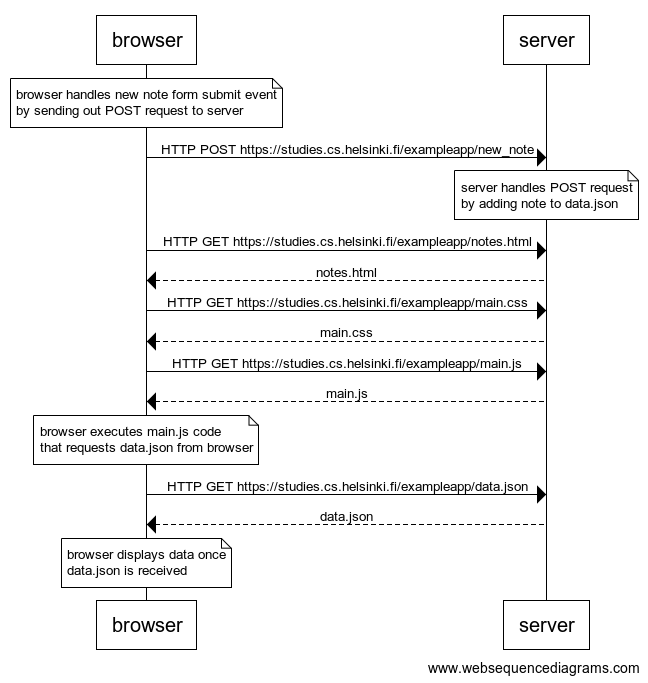 browser
server
browser handles new note form submit event
by sending out POST request to server
HTTP POST https://studies.cs.helsinki.fi/exampleapp/new_note
server handles POST request
by adding note to data.json
HTTP GET https://studies.cs.helsinki.fi/exampleapp/notes.html
notes.html
HTTP GET https://studies.cs.helsinki.fi/exampleapp/main.css
main.css
HTTP GET https://studies.cs.helsinki.fi/exampleapp/main.js
main.js
browser executes main.js code
that requests data.json from browser
HTTP GET https://studies.cs.helsinki.fi/exampleapp/data.json
data.json
browser displays data once
data.json is received
browser
server
www.websequencediagrams.com